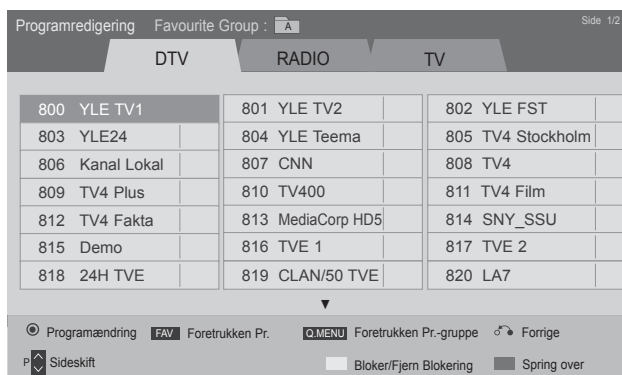 Programredigering Favourite Group : A Side 1/2
DTV RADIO TV
800 YLE TV1 801 YLE TV2 802 YLE FST
803 YLE24 804 YLE Teema 805 TV4 Stockholm
806 Kanal Lokal 807 CNN 808 TV4
809 TV4 Plus 810 TV400 811 TV4 Film
812 TV4 Fakta 813 MediaCorp HD5 814 SNY_SSU
815 Demo 816 TVE 1 817 TVE 2
818 24H TVE 819 CLAN/50 TVE 820 LA7
▼
Programændring FAV Foretrukken Pr. Q.MENU Foretrukken Pr.-gruppe Forrige
P Sideskift Bloker/Fjern Blokering Spring over